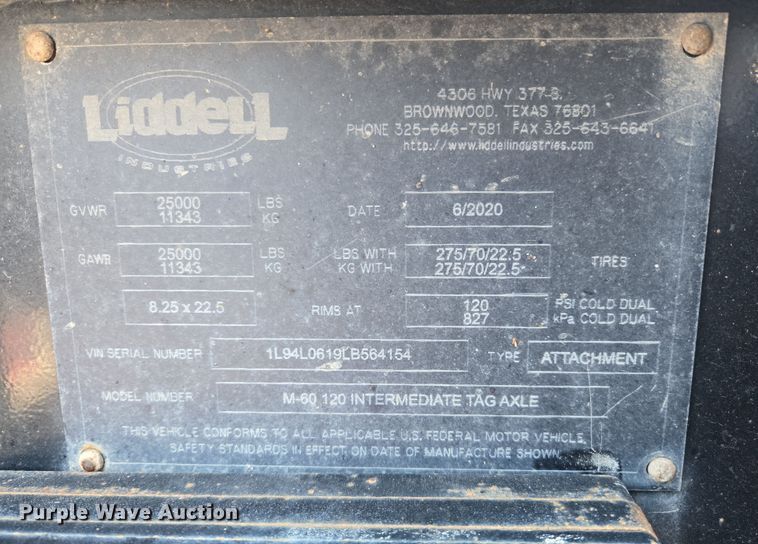 Liddell
INDUSTRIES
4306 HWY 377 S.
BROWNWOOD, TEXAS 76801
PHONE 325-646-7581 FAX 325-643-6641
http://www.liddellindustries.com
GVWR 25000 LBS DATE 6/2020
11343 KG
GAWR 25000 LBS LBS WITH 275/70/22.5 TIRES
11343 KG KG WITH 275/70/22.5
8.25 x 22.5 RIMS AT 120 PSI COLD DUAL
827 kPa COLD DUAL
VIN SERIAL NUMBER 1L94L0619LB564154 TYPE ATTACHMENT
MODEL NUMBER M-60 120 INTERMEDIATE TAG AXLE
THIS VEHICLE CONFORMS TO ALL APPLICABLE U.S. FEDERAL MOTOR VEHICLE
SAFETY STANDARDS IN EFFECT ON DATE OF MANUFACTURE SHOWN
Purple Wave Auction